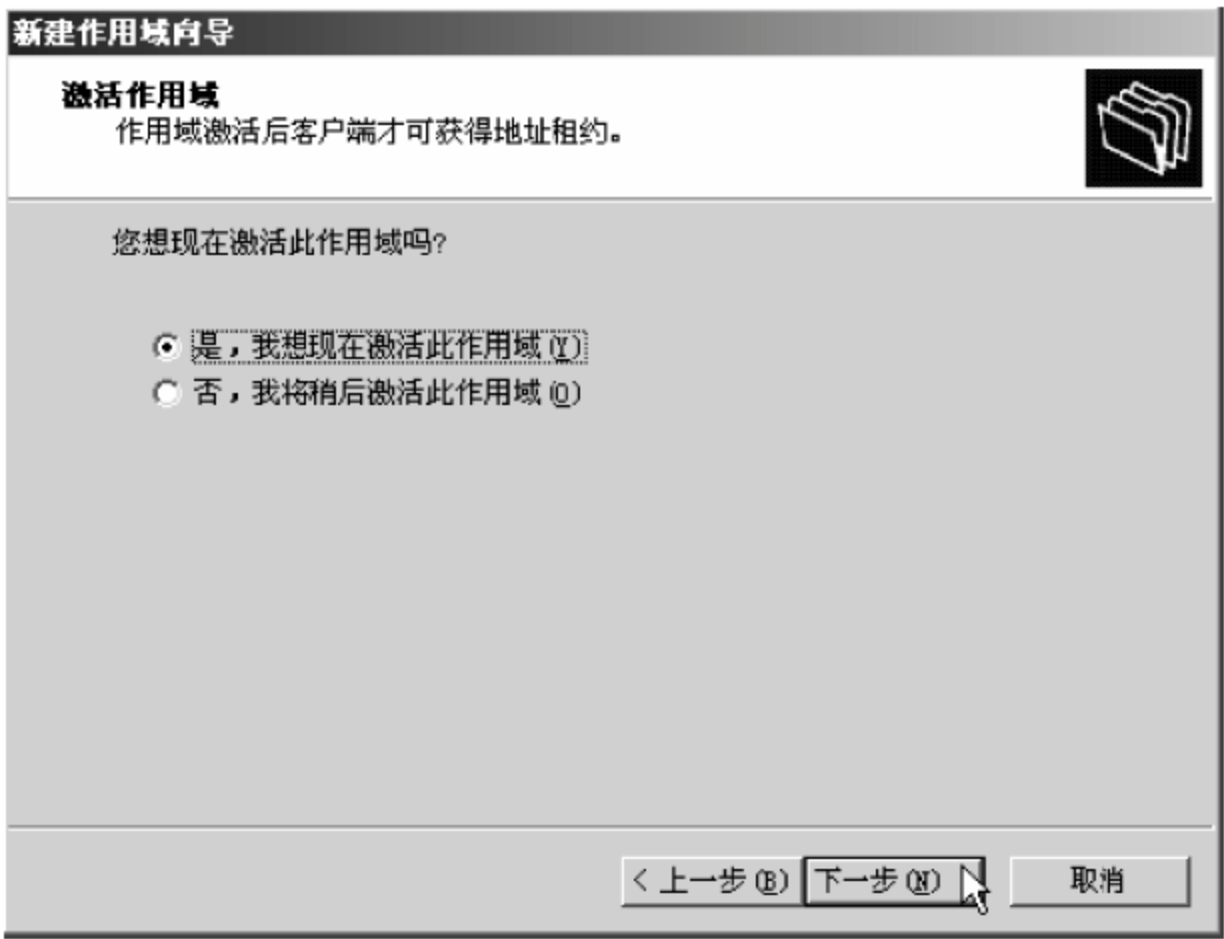 新建作用域向导
激活作用域
作用域激活后客户端才可获得地址租约。
您想现在激活此作用域吗?
是，我想现在激活此作用域(Y)
否，我将稍后激活此作用域(O)
< 上一步(B) 下一步(N) 取消